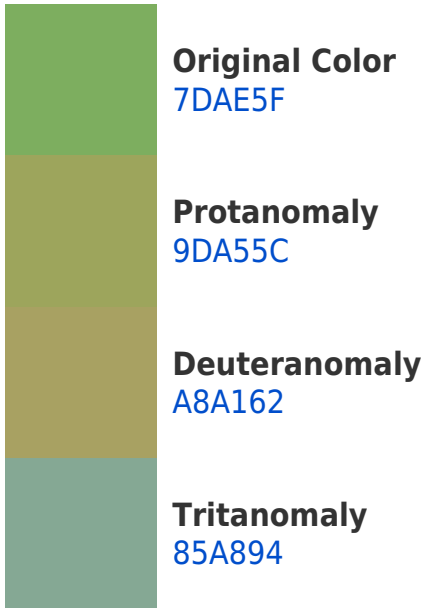 Original Color
7DAE5F
Protanomaly
9DA55C
Deuteranomaly
A8A162
Tritanomaly
85A894